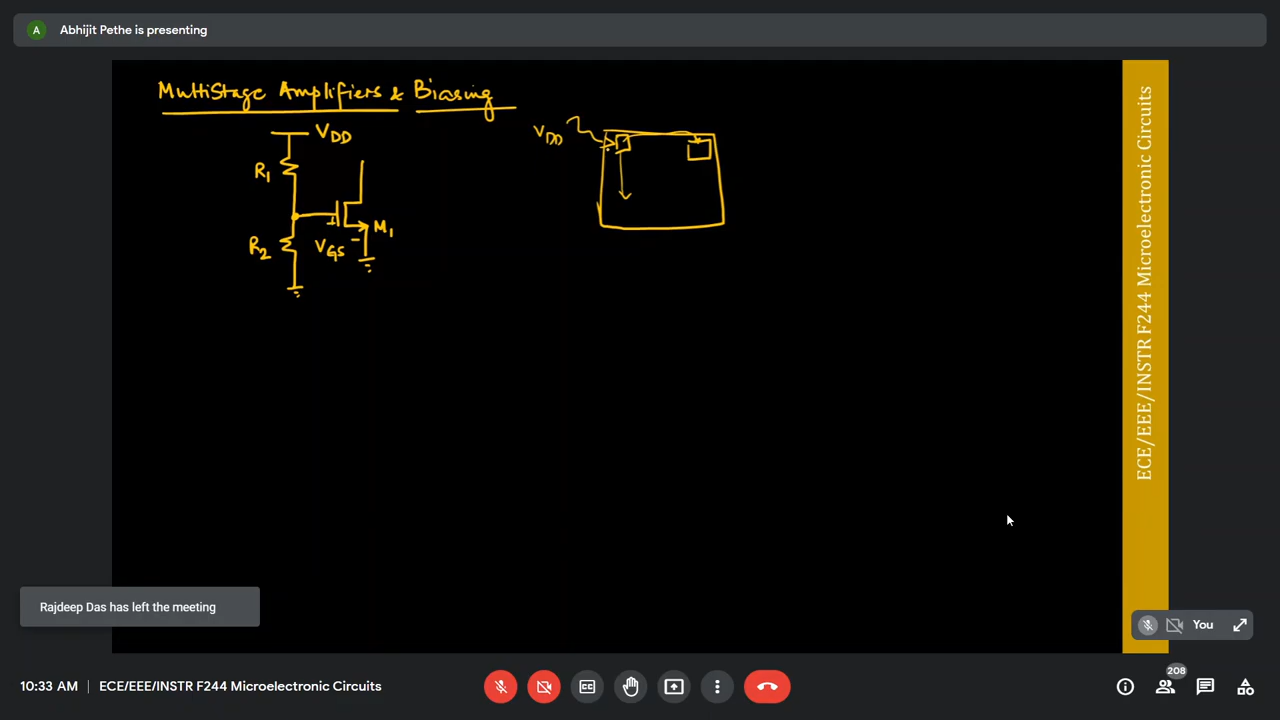 A Abhijit Pethe is presenting
MultiStage Amplifiers & Biasing
VDD
R1
M1
R2
VGS
VDD
ECE/EEE/INSTR F244 Microelectronic Circuits
Rajdeep Das has left the meeting
You
10:33 AM | ECE/EEE/INSTR F244 Microelectronic Circuits
208